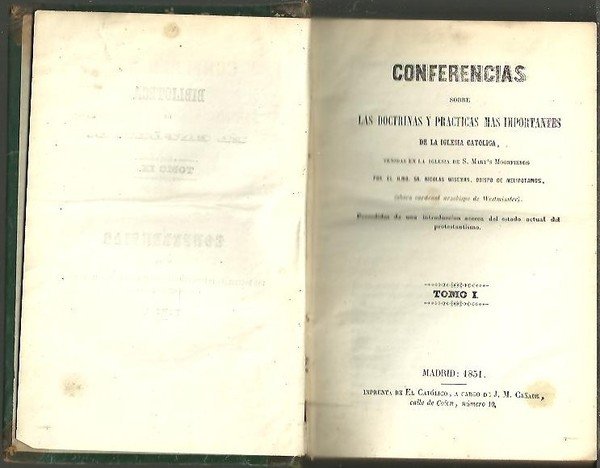 CONFERENCIAS
SOBRE
LAS DOCTRINAS Y PRACTICAS MAS IMPORTANTES
DE LA IGLESIA CATOLICA,
TENIDAS EN LA IGLESIA DE S. MARY'S MOORFIELDS
POR EL ILMO. SR. NICOLAS WISEMAN, OBISPO DE MELIPOTAMOS,
(ahora cardenal arzobispo de Westminster).
Precedidas de una introduccion acerca del estado actual del
protestantismo.
TOMO I.
MADRID: 1851.
IMPRENTA DE EL CATÓLICO, A CARGO DE J. M. CANALE,
calle de Colon, número 10.